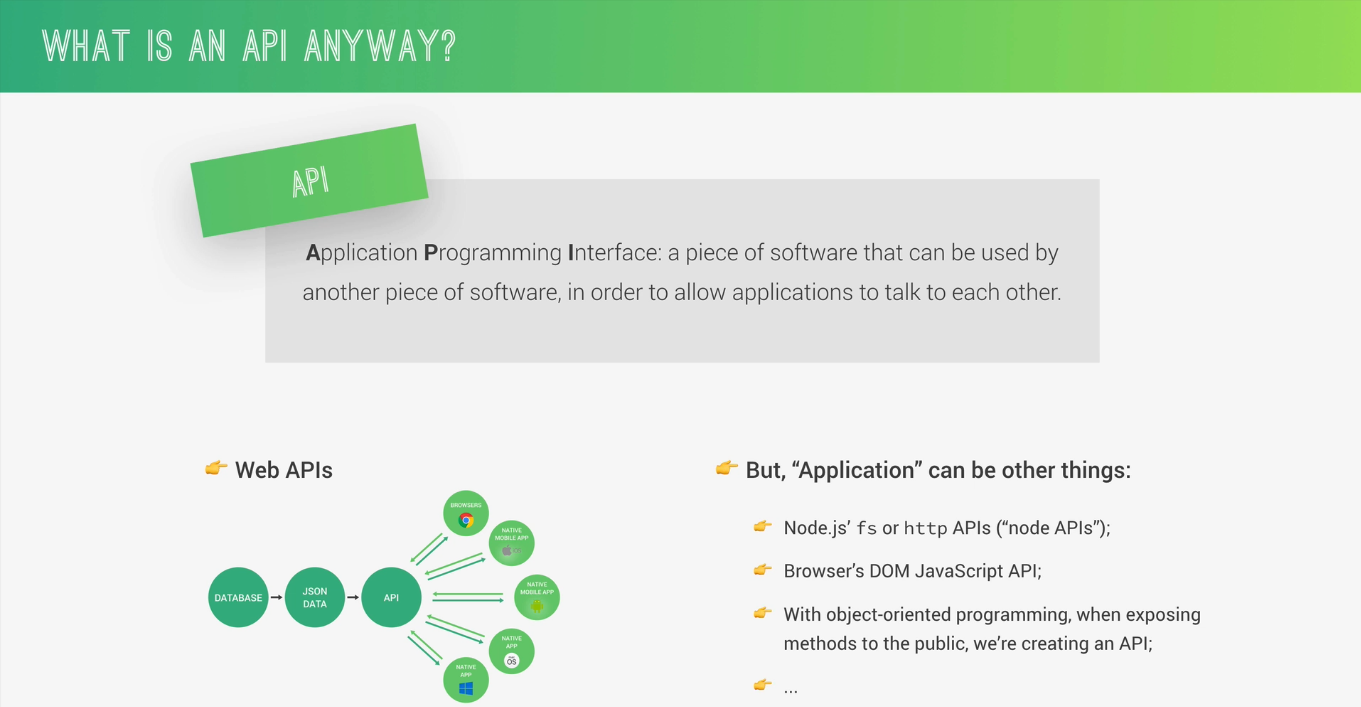 WHAT IS AN API ANYWAY?
API
Application Programming Interface: a piece of software that can be used by
another piece of software, in order to allow applications to talk to each other.
👉 Web APIs
BROWSERS
NATIVE
MOBILE APP
iOS
DATABASE
JSON
DATA
API
NATIVE
MOBILE APP
NATIVE
APP
OS
NATIVE
APP
👉 But, “Application” can be other things:
👉 Node.js’ fs or http APIs (“node APIs”);
👉 Browser’s DOM JavaScript API;
👉 With object-oriented programming, when exposing
methods to the public, we’re creating an API;
👉 ...